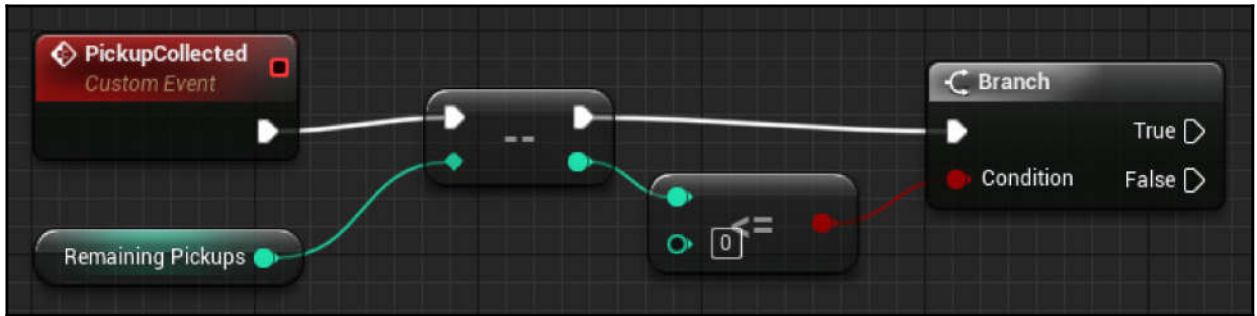 PickupCollected
Custom Event
Remaining Pickups
--
<=
0
Branch
True
Condition
False